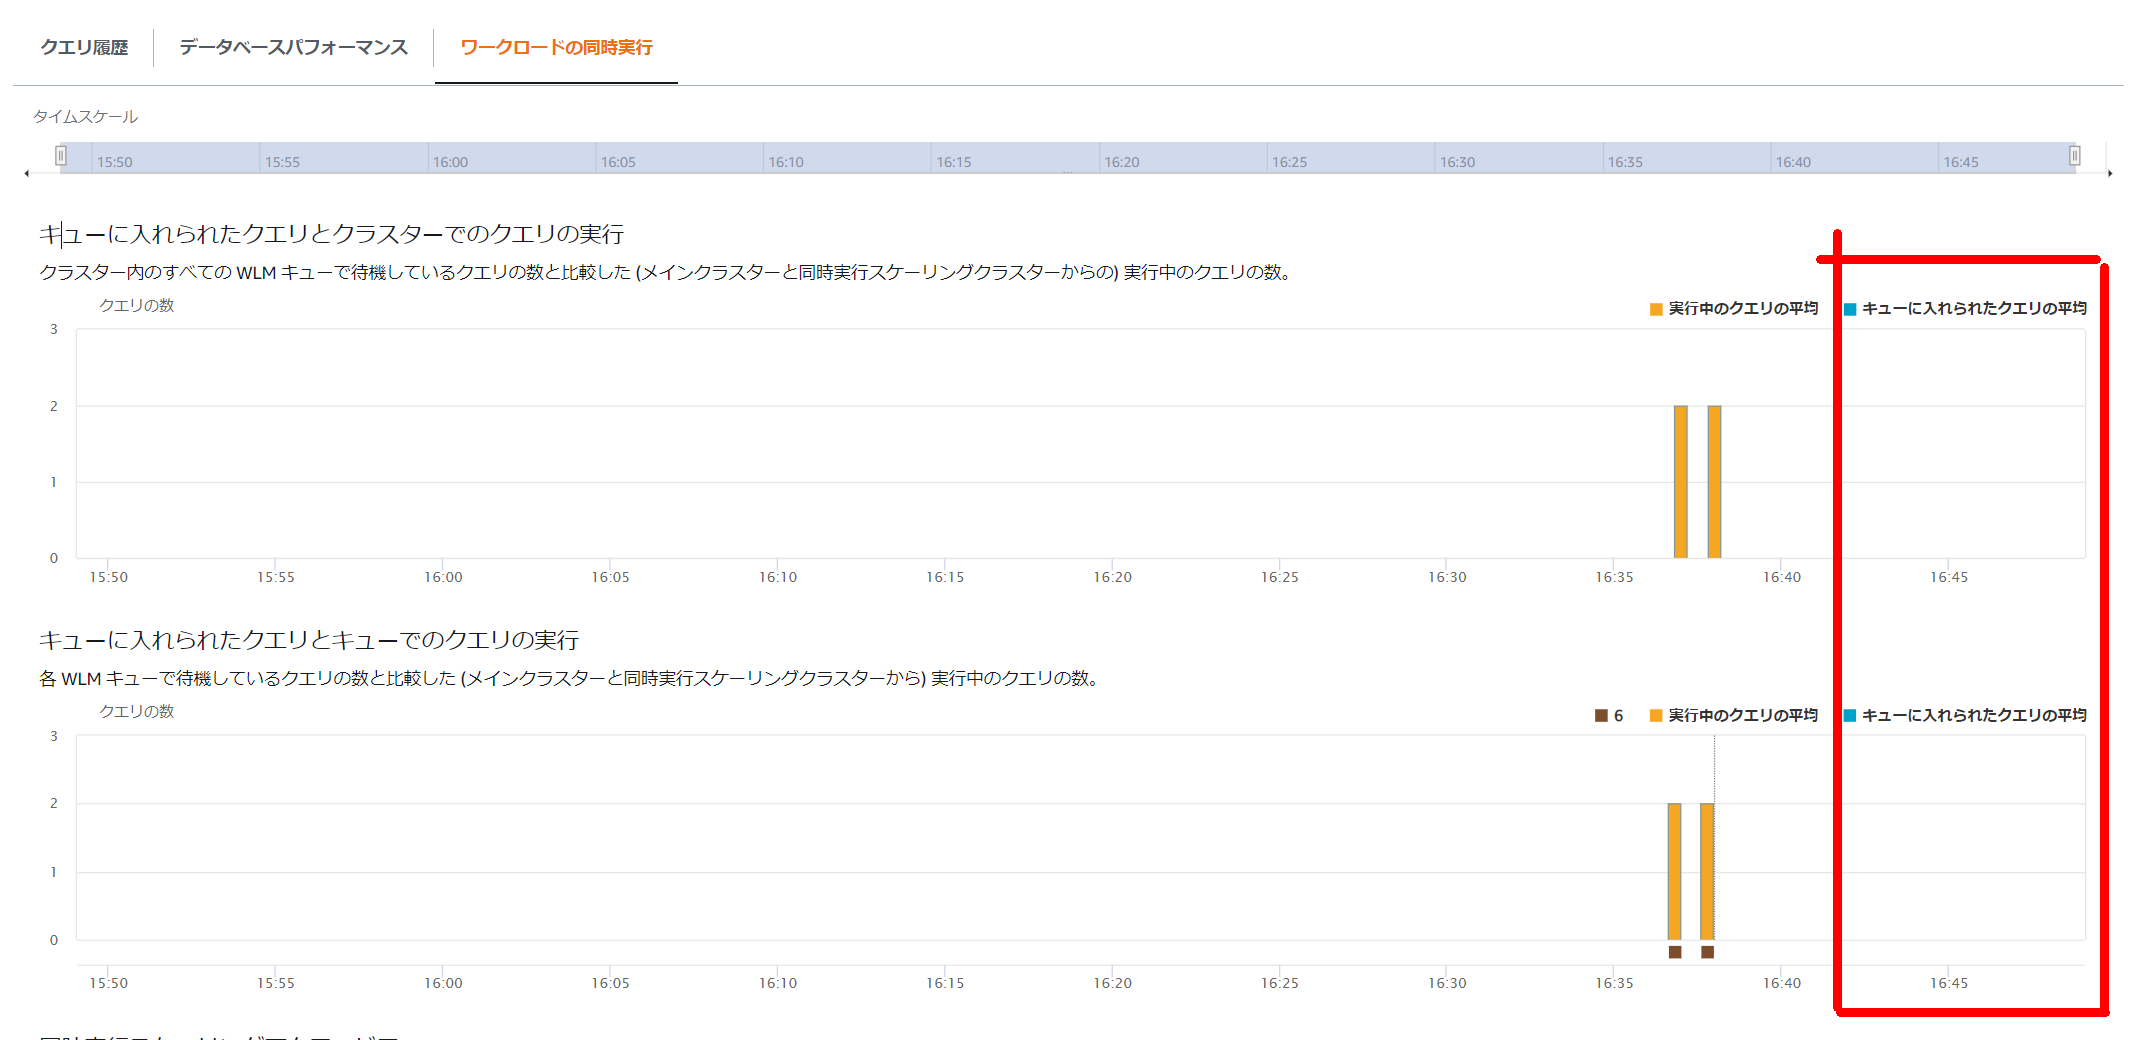 クエリ履歴 データベースパフォーマンス ワークロードの同時実行
タイムスケール
15:50 15:55 16:00 16:05 16:10 16:15 16:20 16:25 16:30 16:35 16:40 16:45
キューに入れられたクエリとクラスターでのクエリの実行
クラスター内のすべての WLM キューで待機しているクエリの数と比較した (メインクラスターと同時実行スケーリングクラスターからの) 実行中のクエリの数。
クエリの数
実行中のクエリの平均 キューに入れられたクエリの平均
3
2
1
0
15:50 15:55 16:00 16:05 16:10 16:15 16:20 16:25 16:30 16:35 16:40 16:45
キューに入れられたクエリとキューでのクエリの実行
各 WLM キューで待機しているクエリの数と比較した (メインクラスターと同時実行スケーリングクラスターから) 実行中のクエリの数。
クエリの数
6 実行中のクエリの平均 キューに入れられたクエリの平均
3
2
1
0
15:50 15:55 16:00 16:05 16:10 16:15 16:20 16:25 16:30 16:35 16:40 16:45